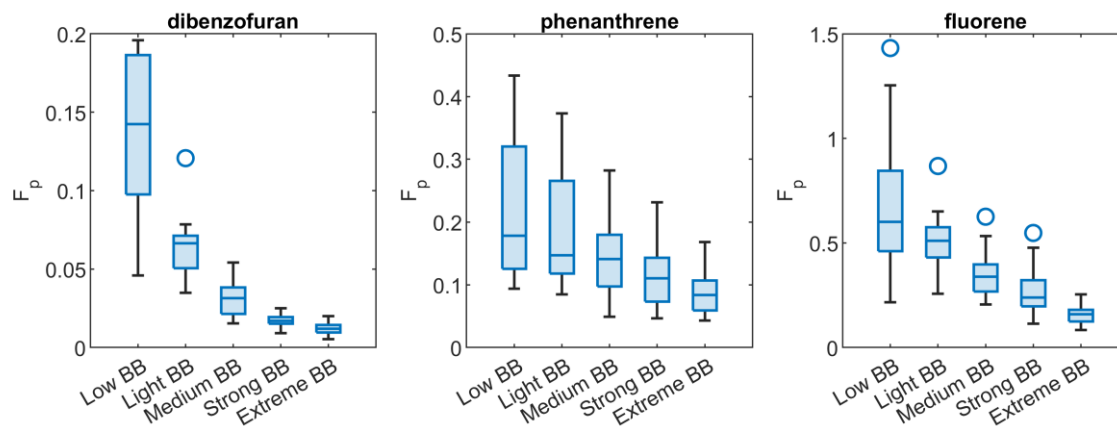 dibenzofuran
F_p
0.2
0.15
0.1
0.05
0
Low BB
Light BB
Medium BB
Strong BB
Extreme BB
phenanthrene
F_p
0.5
0.4
0.3
0.2
0.1
0
Low BB
Light BB
Medium BB
Strong BB
Extreme BB
fluorene
F_p
1.5
1
0.5
0
Low BB
Light BB
Medium BB
Strong BB
Extreme BB